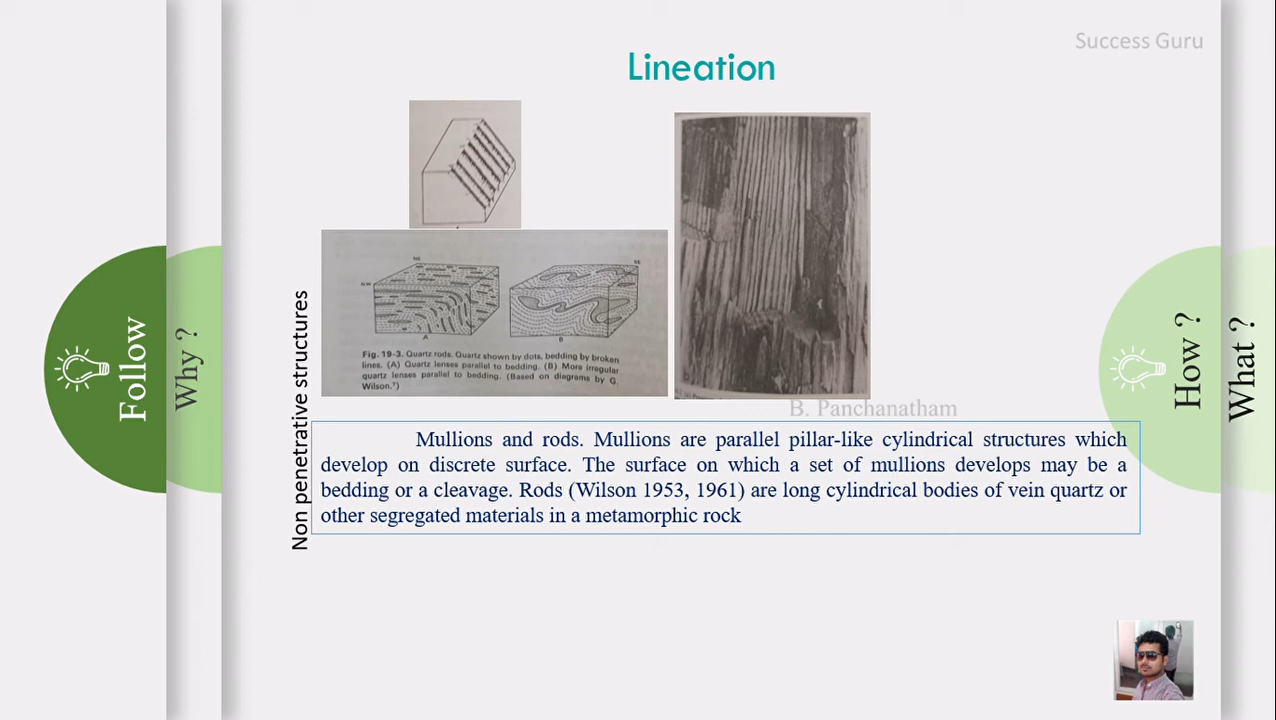 Success Guru
Lineation
Follow
Why ?
Non penetrative structures
NE
NW
SE
A
B
Fig. 19-3. Quartz rods. Quartz shown by dots, bedding by broken
lines. (A) Quartz lenses parallel to bedding. (B) More irregular
quartz lenses parallel to bedding. (Based on diagrams by G.
Wilson.⁷)
B. Panchanatham
Mullions and rods. Mullions are parallel pillar-like cylindrical structures which
develop on discrete surface. The surface on which a set of mullions develops may be a
bedding or a cleavage. Rods (Wilson 1953, 1961) are long cylindrical bodies of vein quartz or
other segregated materials in a metamorphic rock
How ?
What ?